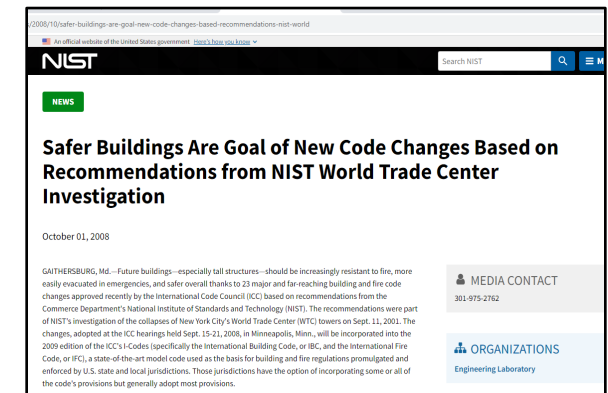 /2008/10/safer-buildings-are-goal-new-code-changes-based-recommendations-nist-world
An official website of the United States government Here's how you know
NIST
Search NIST
M
NEWS
Safer Buildings Are Goal of New Code Changes Based on
Recommendations from NIST World Trade Center
Investigation
October 01, 2008
GAITHERSBURG, Md.—Future buildings—especially tall structures—should be increasingly resistant to fire, more
easily evacuated in emergencies, and safer overall thanks to 23 major and far-reaching building and fire code
changes approved recently by the International Code Council (ICC) based on recommendations from the
Commerce Department's National Institute of Standards and Technology (NIST). The recommendations were part
of NIST's investigation of the collapses of New York City's World Trade Center (WTC) towers on Sept. 11, 2001. The
changes, adopted at the ICC hearings held Sept. 15-21, 2008, in Minneapolis, Minn., will be incorporated into the
2009 edition of the ICC's I-Codes (specifically the International Building Code, or IBC, and the International Fire
Code, or IFC), a state-of-the-art model code used as the basis for building and fire regulations promulgated and
enforced by U.S. state and local jurisdictions. Those jurisdictions have the option of incorporating some or all of
the code's provisions but generally adopt most provisions.
MEDIA CONTACT
301-975-2762
ORGANIZATIONS
Engineering Laboratory